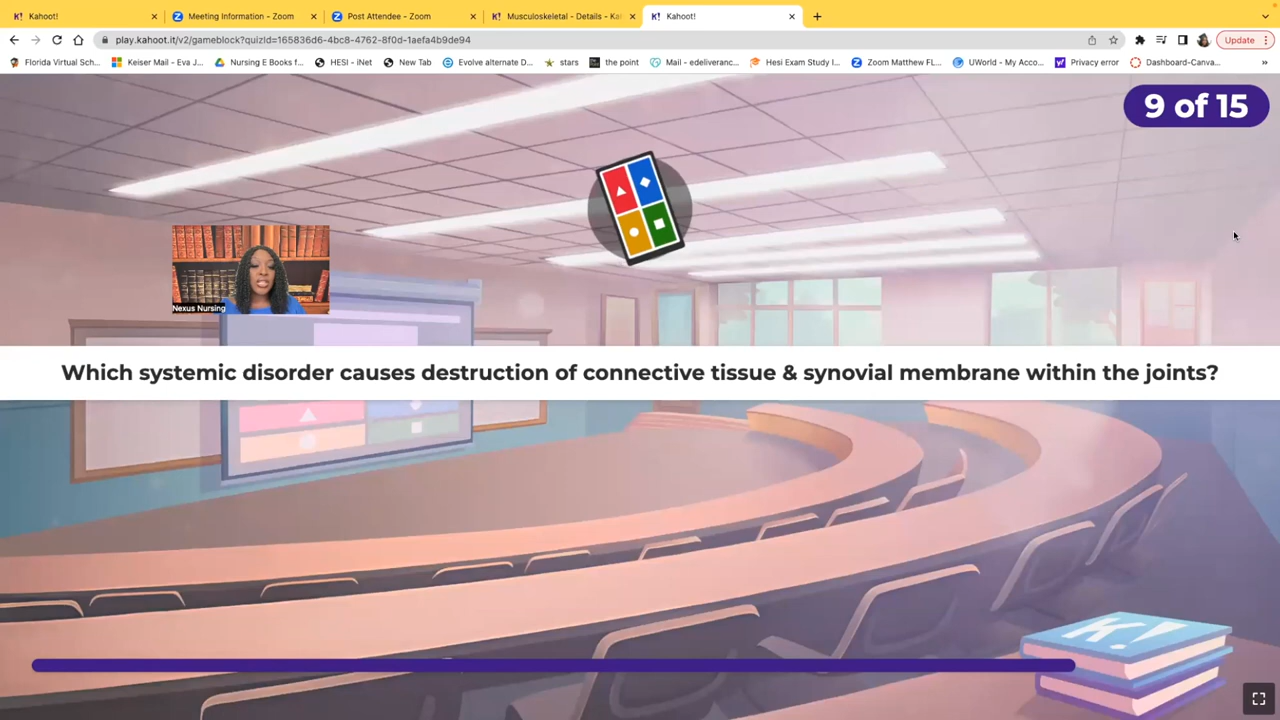 Kahoot!
Meeting Information - Zoom
Post Attendee - Zoom
Musculoskeletal - Details - Ka
Kahoot!
play.kahoot.it/v2/gameblock?quizId=165836d6-4bc8-4762-8f0d-1aefa4b9de94
Update
Florida Virtual Sch...
Keiser Mail - Eva J...
Nursing E Books f...
HESI - iNet
New Tab
Evolve alternate D...
stars
the point
Mail - edeliveranc...
Hesi Exam Study I...
Zoom Matthew FL...
UWorld - My Acco...
Privacy error
Dashboard-Canva...
»
9 of 15
Nexus Nursing
Which systemic disorder causes destruction of connective tissue & synovial membrane within the joints?
K!